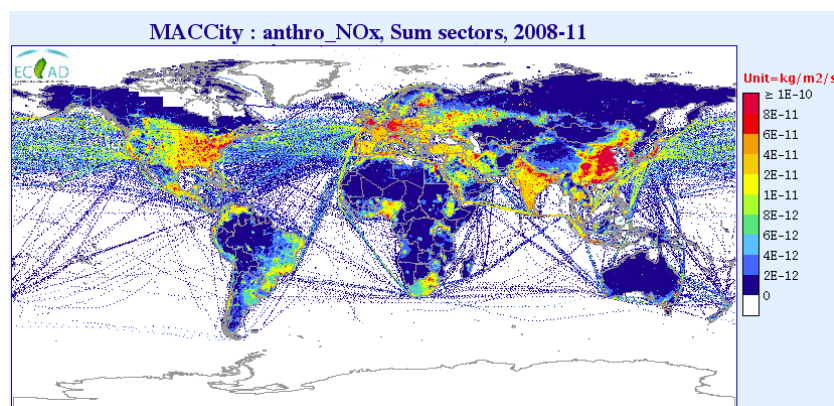 MACCity : anthro_NOx, Sum sectors, 2008-11
ECCAD
Unit=kg/m2/s
≥ 1E-10
8E-11
6E-11
4E-11
2E-11
1E-11
8E-12
6E-12
4E-12
2E-12
0